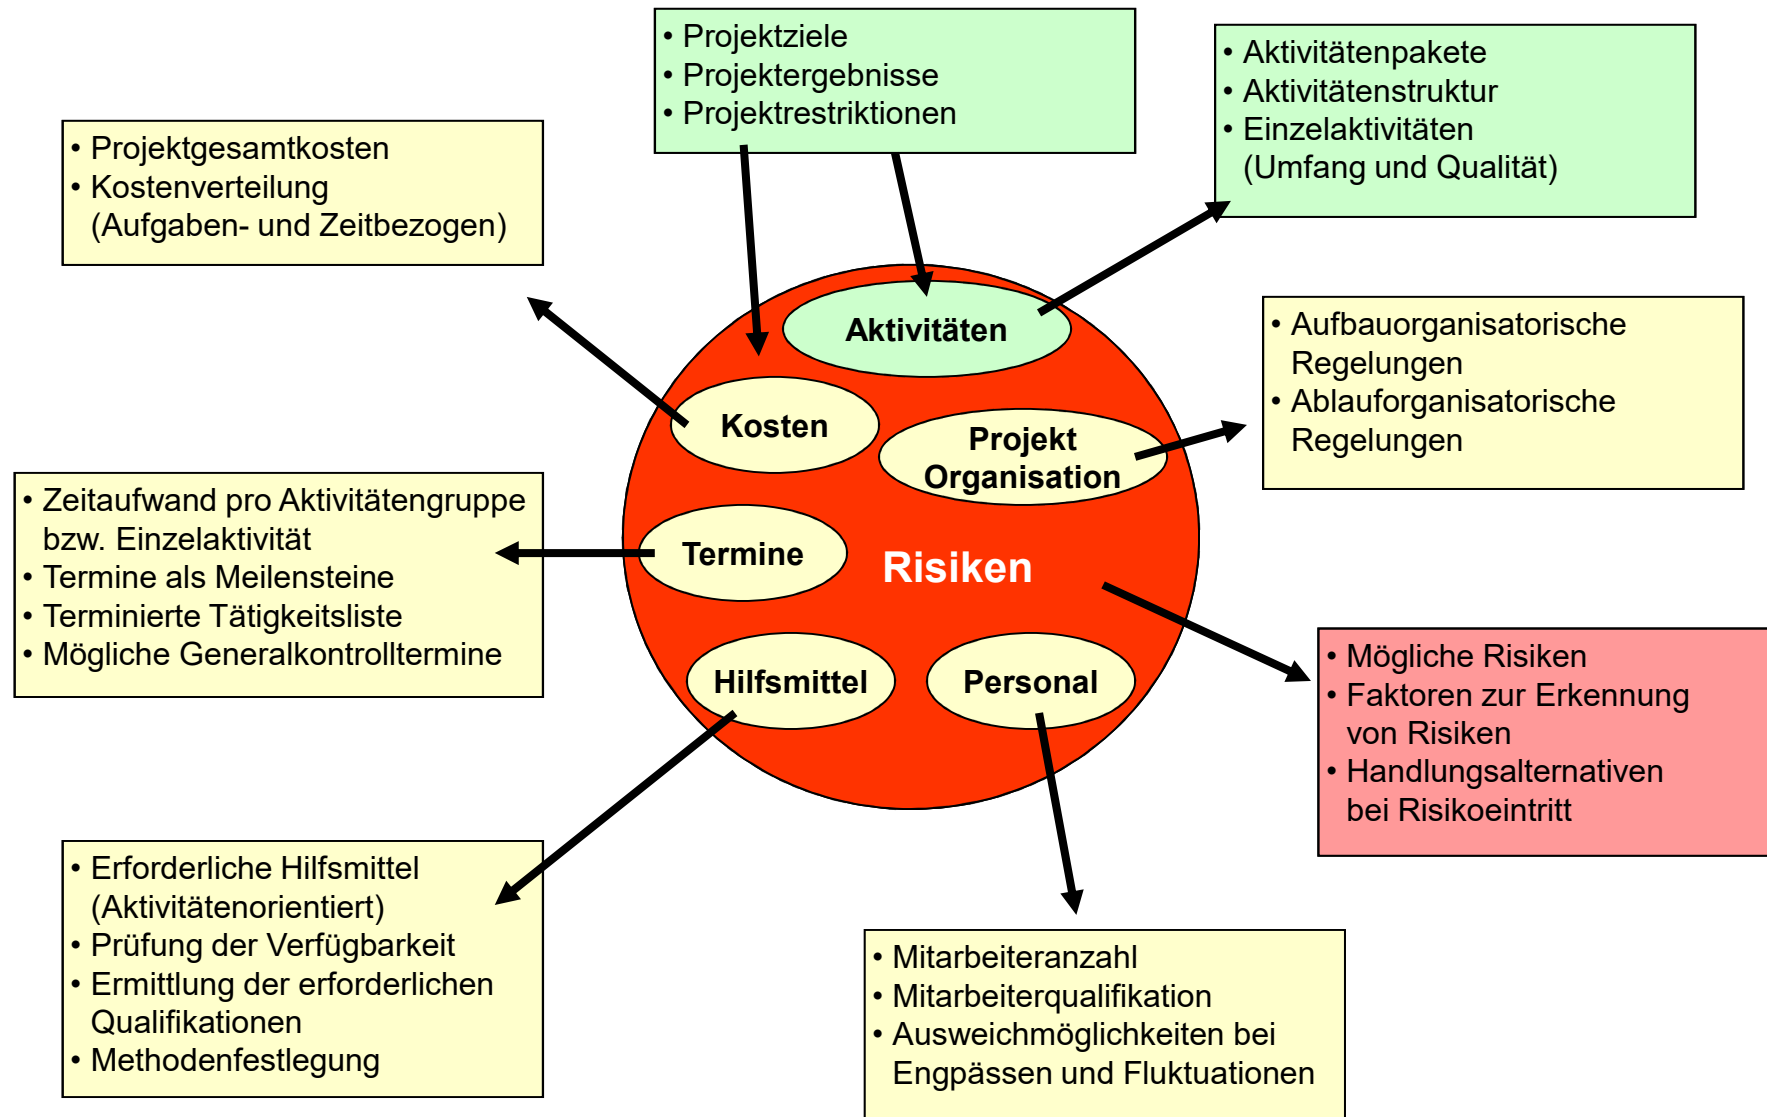 • Projektziele
• Projektergebnisse
• Projektrestriktionen
• Aktivitätenpakete
• Aktivitätenstruktur
• Einzelaktivitäten
(Umfang und Qualität)
• Projektgesamtkosten
• Kostenverteilung
(Aufgaben- und Zeitbezogen)
Aktivitäten
• Aufbauorganisatorische
Regelungen
• Ablauforganisatorische
Regelungen
Kosten
Projekt
Organisation
• Zeitaufwand pro Aktivitätengruppe
bzw. Einzelaktivität
• Termine als Meilensteine
• Terminierte Tätigkeitsliste
• Mögliche Generalkontrolltermine
Termine
Risiken
Hilfsmittel
Personal
• Mögliche Risiken
• Faktoren zur Erkennung
von Risiken
• Handlungsalternativen
bei Risikoeintritt
• Erforderliche Hilfsmittel
(Aktivitätenorientiert)
• Prüfung der Verfügbarkeit
• Ermittlung der erforderlichen
Qualifikationen
• Methodenfestlegung
• Mitarbeiteranzahl
• Mitarbeiterqualifikation
• Ausweichmöglichkeiten bei
Engpässen und Fluktuationen